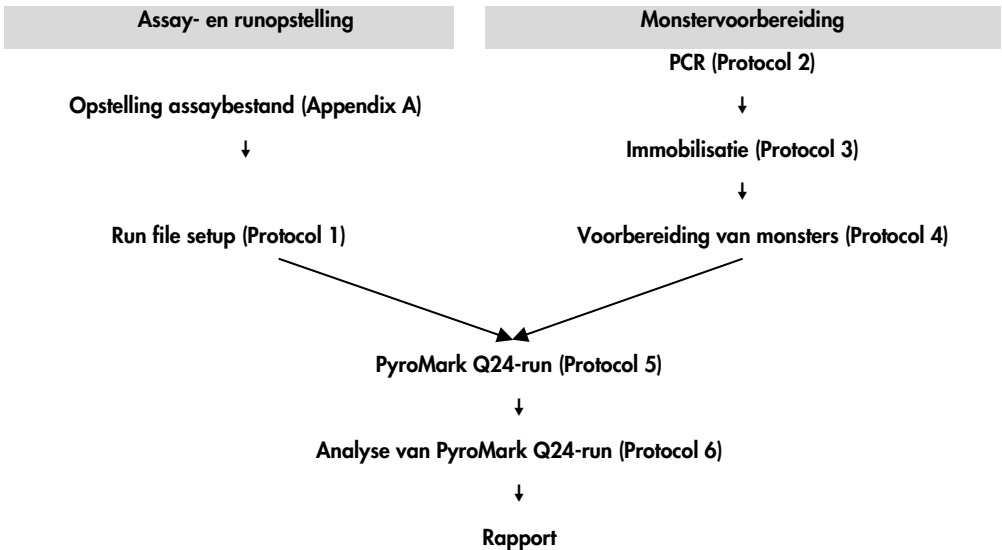 Assay- en runopstelling
Opstelling assaybestand (Appendix A)
↓
Run file setup (Protocol 1)
Monstervoorbereiding
PCR (Protocol 2)
↓
Immobilisatie (Protocol 3)
↓
Voorbereiding van monsters (Protocol 4)
PyroMark Q24-run (Protocol 5)
↓
Analyse van PyroMark Q24-run (Protocol 6)
↓
Rapport